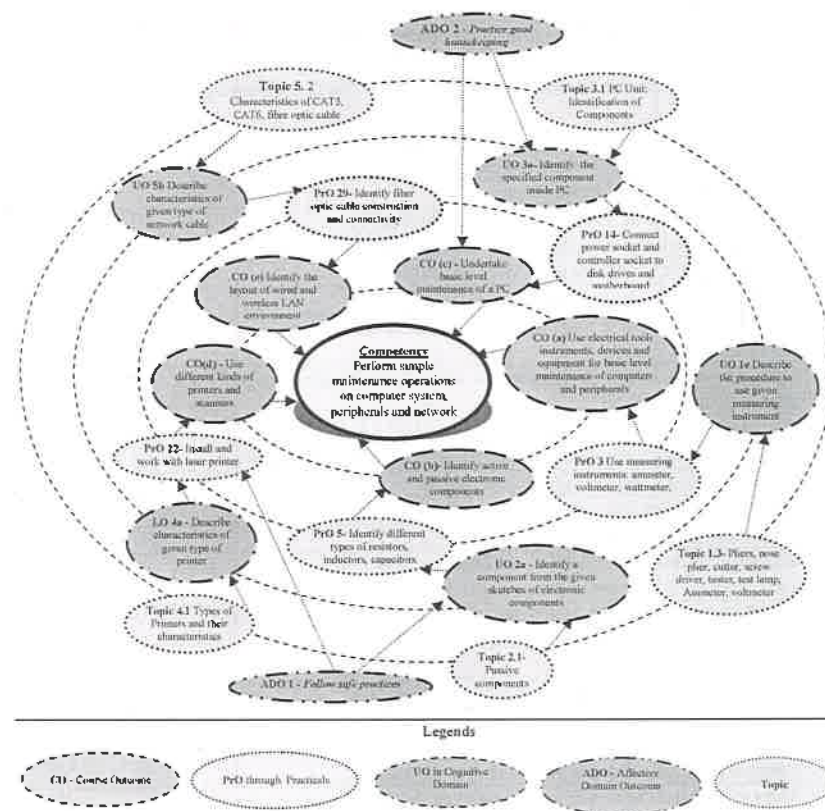 ADO 2 - Practice good
housekeeping
Topic 5. 2
Characteristics of CAT5,
CAT6, fibre optic cable
Topic 3.1 PC Unit:
Identification of
Components
UO 5b Describe
characteristics of
given type of
network cable
PrO 29- Identify fiber
optic cable construction
and connectivity
UO 3a- Identify the
specified component
inside PC
PrO 14- Connect
power socket and
controller socket to
disk drives and
motherboard
CO (e) Identify the
layout of wired and
wireless LAN
environment
CO (c) - Undertake
basic level
maintenance of a PC
Competency
Perform simple
maintenance operations
on computer system,
peripherals and network
CO (a) Use electrical tools
instruments, devices and
equipment for basic level
maintenance of computers
and peripherals
UO 1e Describe
the procedure to
use given
measuring
instrument
CO(d) - Use
different kinds of
printers and
scanners
PrO 22- Install and
work with laser printer
CO (b)- Identify action
and passive electronic
components
PrO 3 Use measuring
instruments: ammeter,
voltmeter, wattmeter,
LO 4a - Describe
characteristics of
given type of
printer
PrO 5- Identify different
types of resistors,
inductors, capacitors
UO 2a - Identify a
component form the given
sketches of electronic
components
Topic 1.3- Pliers, nose
plier, cutter, screw
driver, tester, test lamp,
Ammeter, voltmeter
Topic 4.1 Types of
Printers and their
characteristics
Topic 2.1-
Passive
components
ADO 1 - Follow safe practices
Legends
CO - Course Outcome
PrO through Practicals
UO in Cognitive
Domain
ADO - Affective
Domain Outcome
Topic